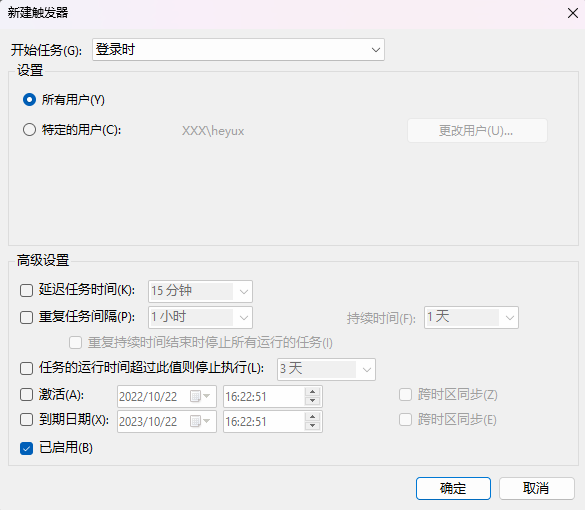 新建触发器
开始任务(G): 登录时
设置
所有用户(Y)
特定的用户(C): XXX\heyux 更改用户(U)...
高级设置
延迟任务时间(K): 15 分钟
重复任务间隔(P): 1 小时 持续时间(F): 1 天
重复持续时间结束时停止所有运行的任务(I)
任务的运行时间超过此值则停止执行(L): 3 天
激活(A): 2022/10/22 16:22:51 跨时区同步(Z)
到期日期(X): 2023/10/22 16:22:51 跨时区同步(E)
已启用(B)
确定 取消